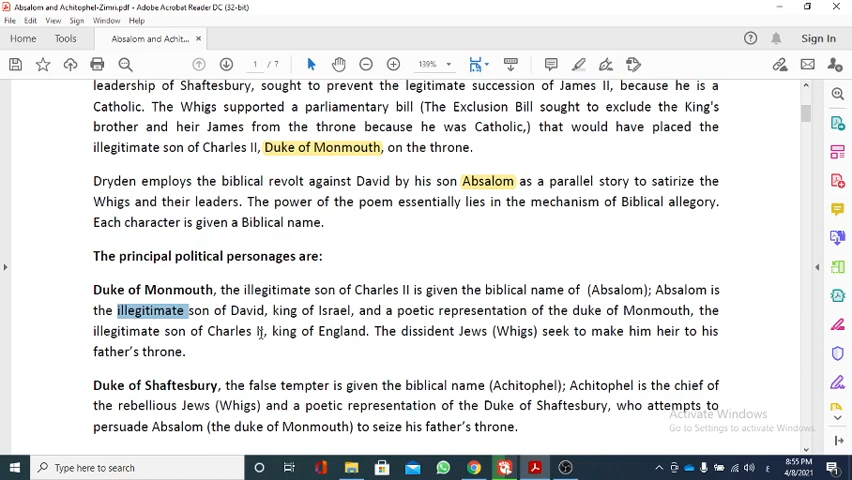 Absalom and Achitophel-Zimri.pdf - Adobe Acrobat Reader DC (32-bit)
File Edit View Sign Window Help
Home Tools Absalom and Achit... × Sign In
1 / 7 139%
leadership of Shaftesbury, sought to prevent the legitimate succession of James II, because he is a
Catholic. The Whigs supported a parliamentary bill (The Exclusion Bill sought to exclude the King's
brother and heir James from the throne because he was Catholic,) that would have placed the
illegitimate son of Charles II, Duke of Monmouth, on the throne.
Dryden employs the biblical revolt against David by his son Absalom as a parallel story to satirize the
Whigs and their leaders. The power of the poem essentially lies in the mechanism of Biblical allegory.
Each character is given a Biblical name.
The principal political personages are:
Duke of Monmouth, the illegitimate son of Charles II is given the biblical name of (Absalom); Absalom is
the illegitimate son of David, king of Israel, and a poetic representation of the duke of Monmouth, the
illegitimate son of Charles II, king of England. The dissident Jews (Whigs) seek to make him heir to his
father's throne.
Duke of Shaftesbury, the false tempter is given the biblical name (Achitophel); Achitophel is the chief of
the rebellious Jews (Whigs) and a poetic representation of the Duke of Shaftesbury, who attempts to
persuade Absalom (the duke of Monmouth) to seize his father's throne.
Activate Windows
Go to Settings to activate Windows.
Type here to search
8:55 PM
4/8/2021